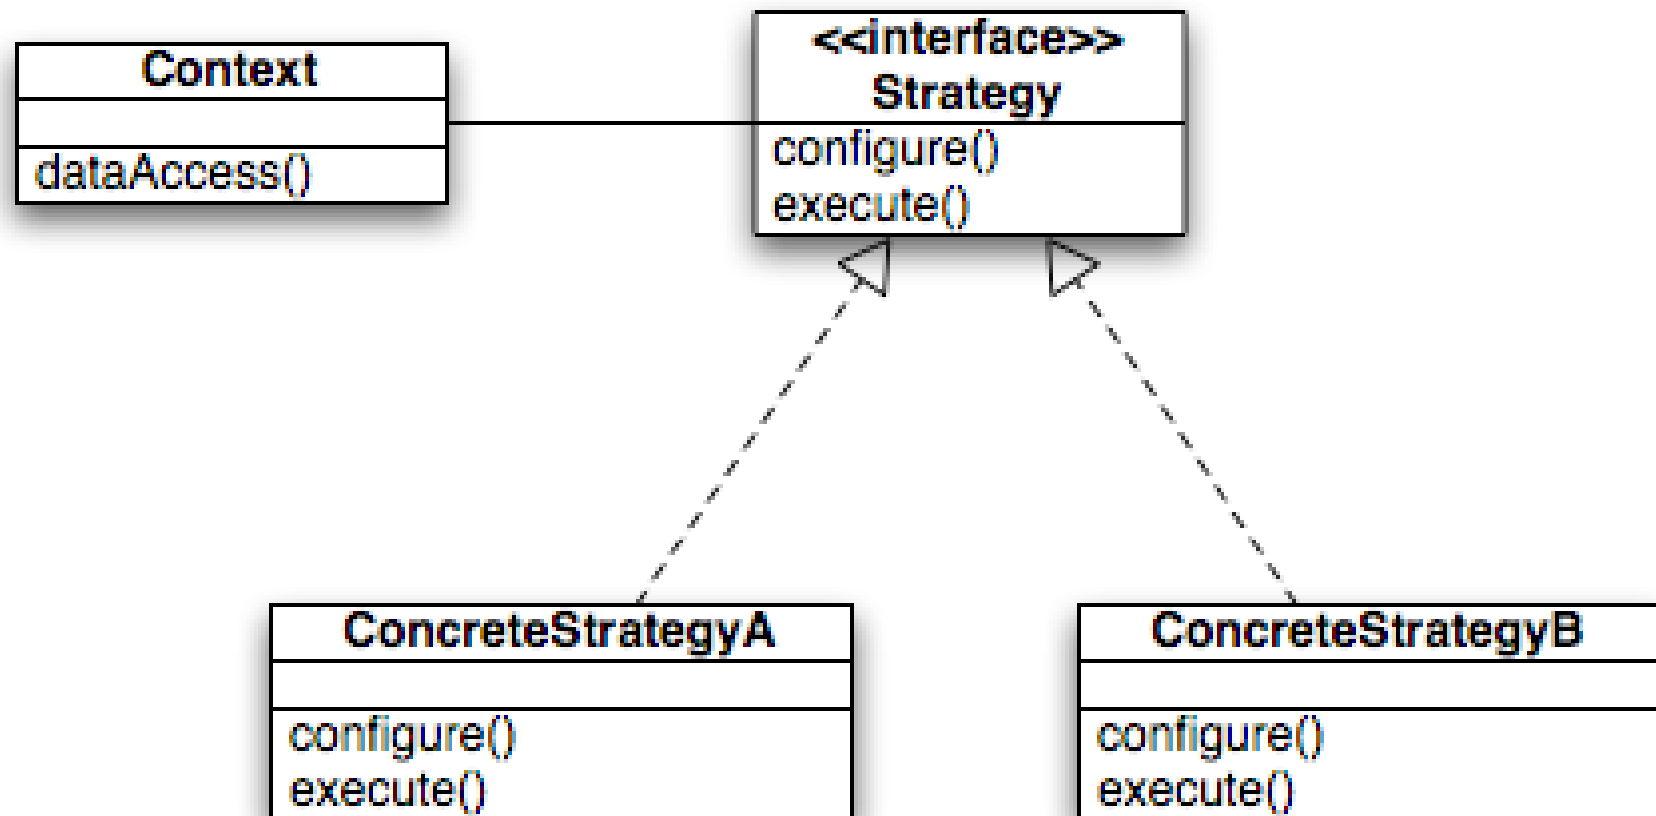 Context
dataAccess()
<<interface>>
Strategy
configure()
execute()
ConcreteStrategyA
configure()
execute()
ConcreteStrategyB
configure()
execute()